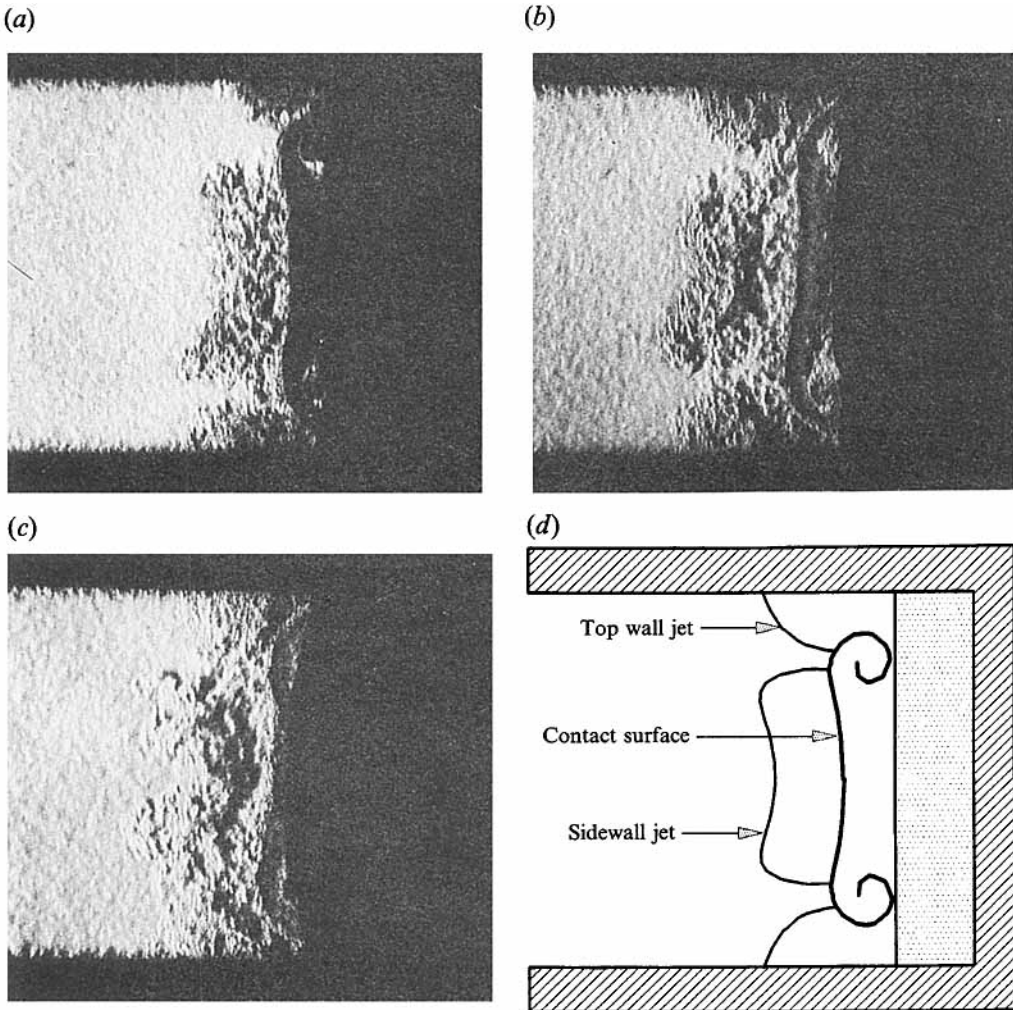 (a)
(b)
(c)
(d)
Top wall jet
Contact surface
Sidewall jet